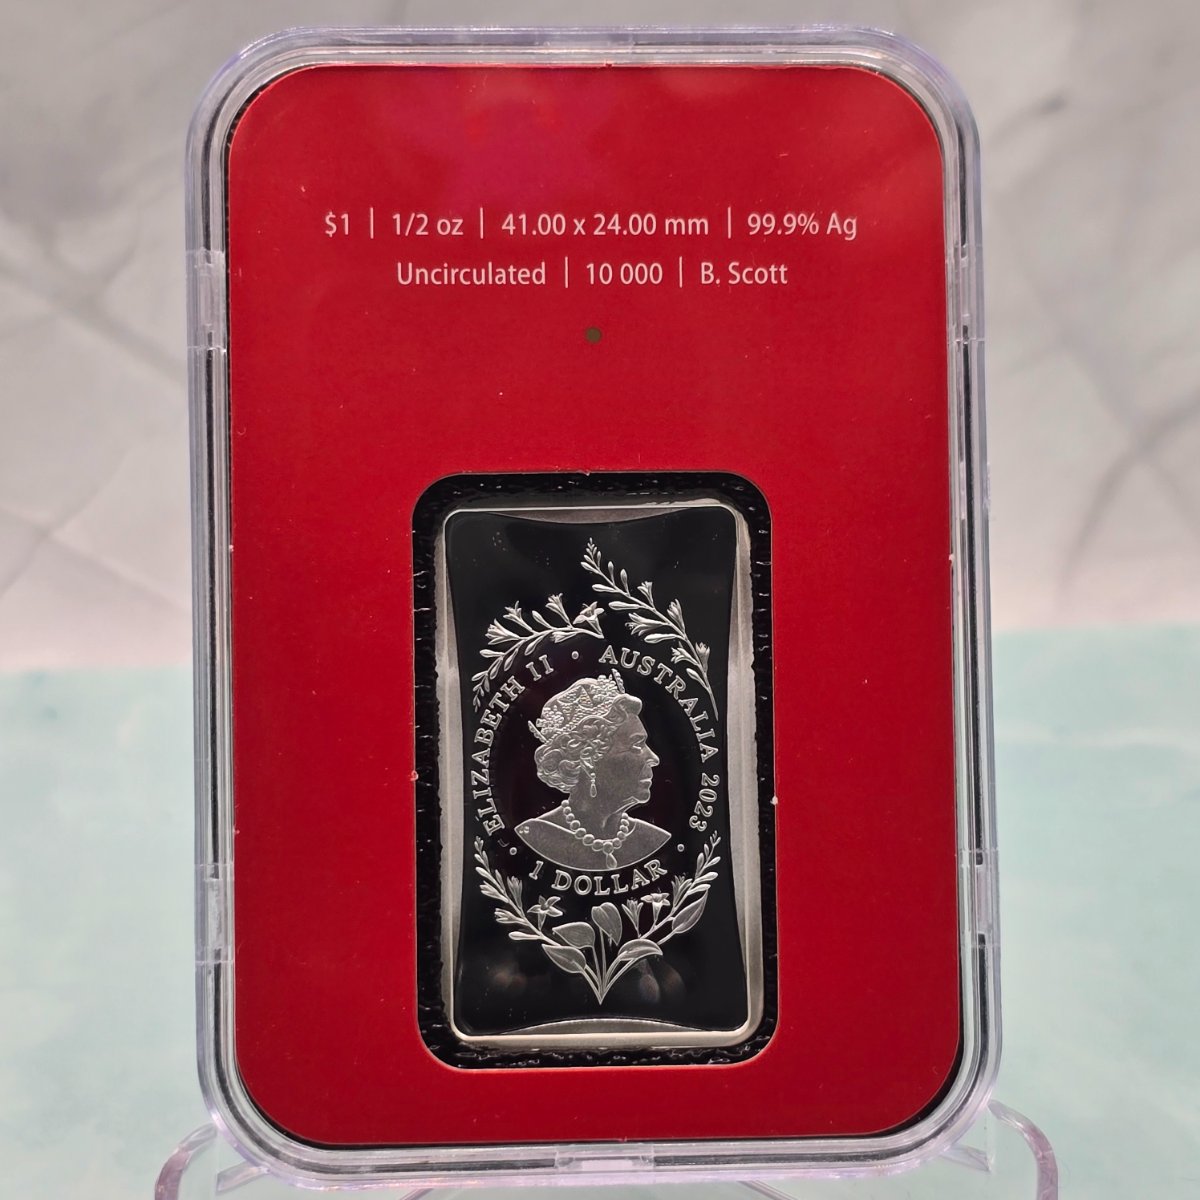 $1 | 1/2 oz | 41.00 x 24.00 mm | 99.9% Ag
Uncirculated | 10 000 | B. Scott
ELIZABETH II • AUSTRALIA 2023
• 1 DOLLAR •